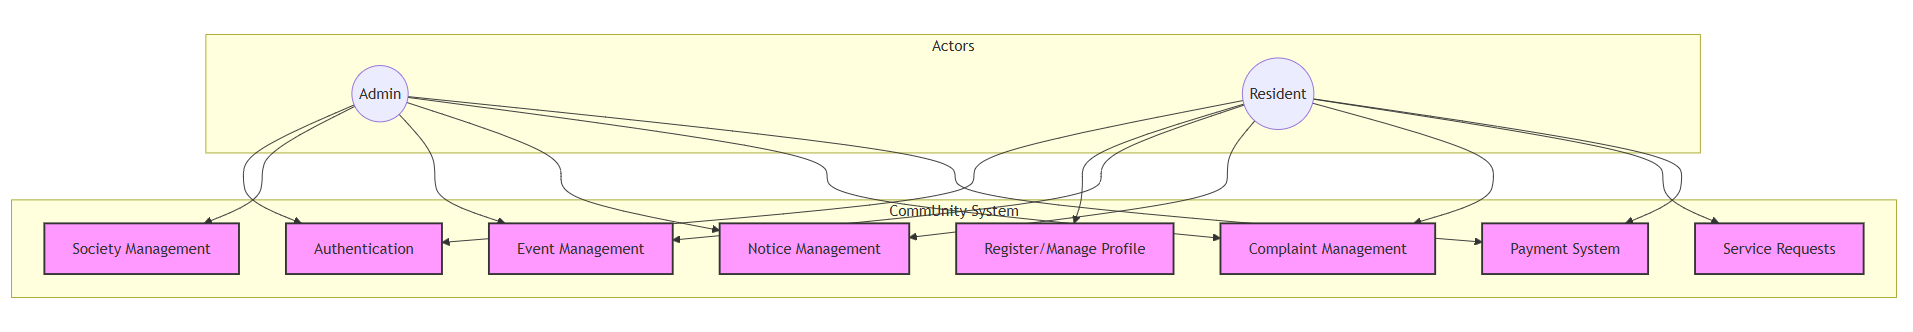 Actors
Admin
Resident
CommUnity System
Society Management
Authentication
Event Management
Notice Management
Register/Manage Profile
Complaint Management
Payment System
Service Requests